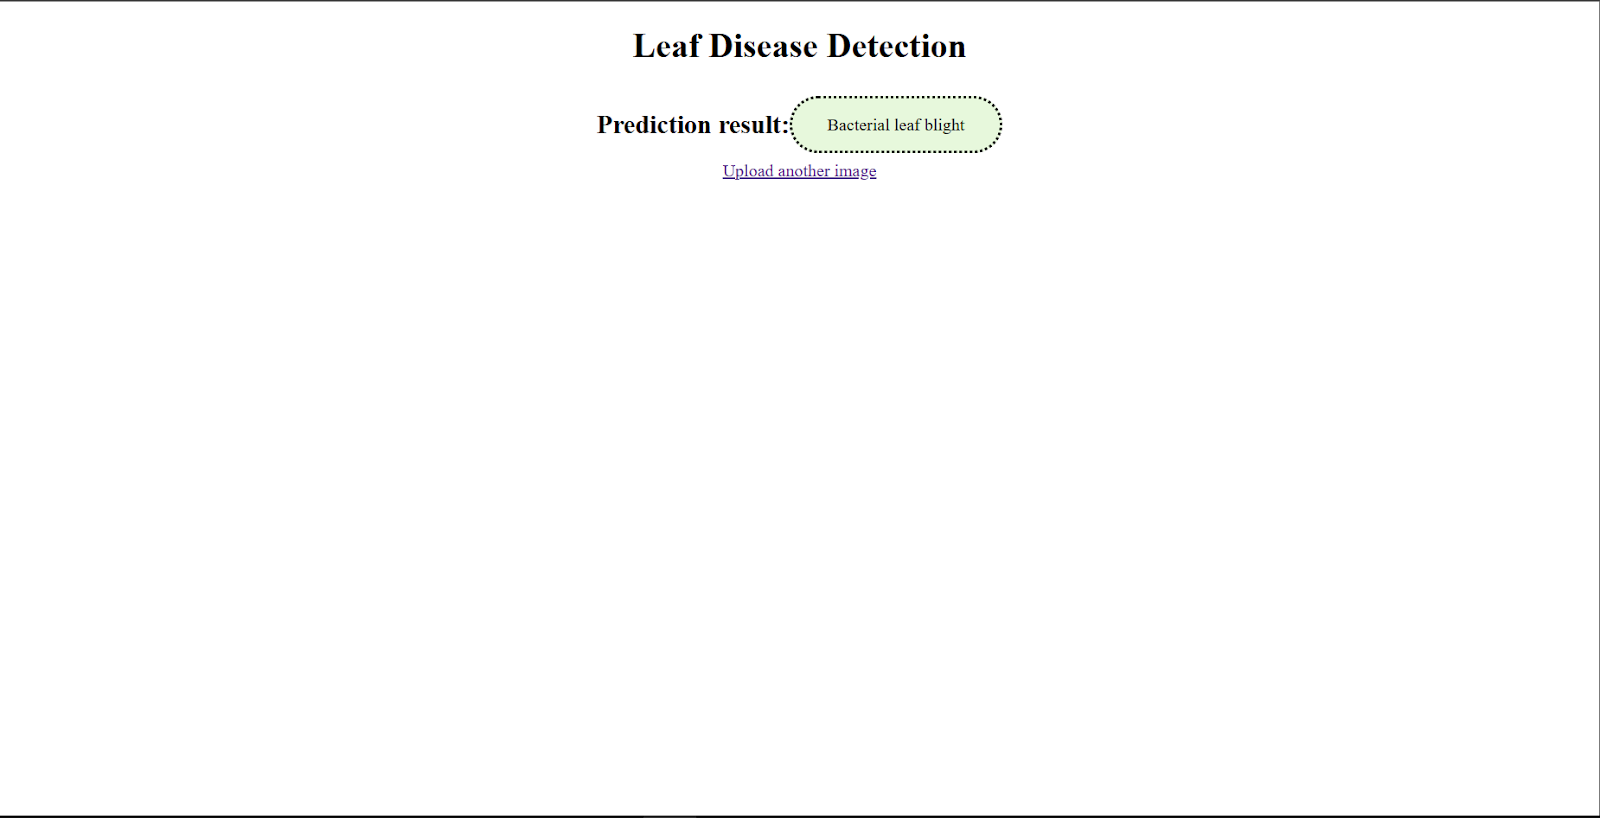 Leaf Disease Detection
Prediction result: Bacterial leaf blight
Upload another image